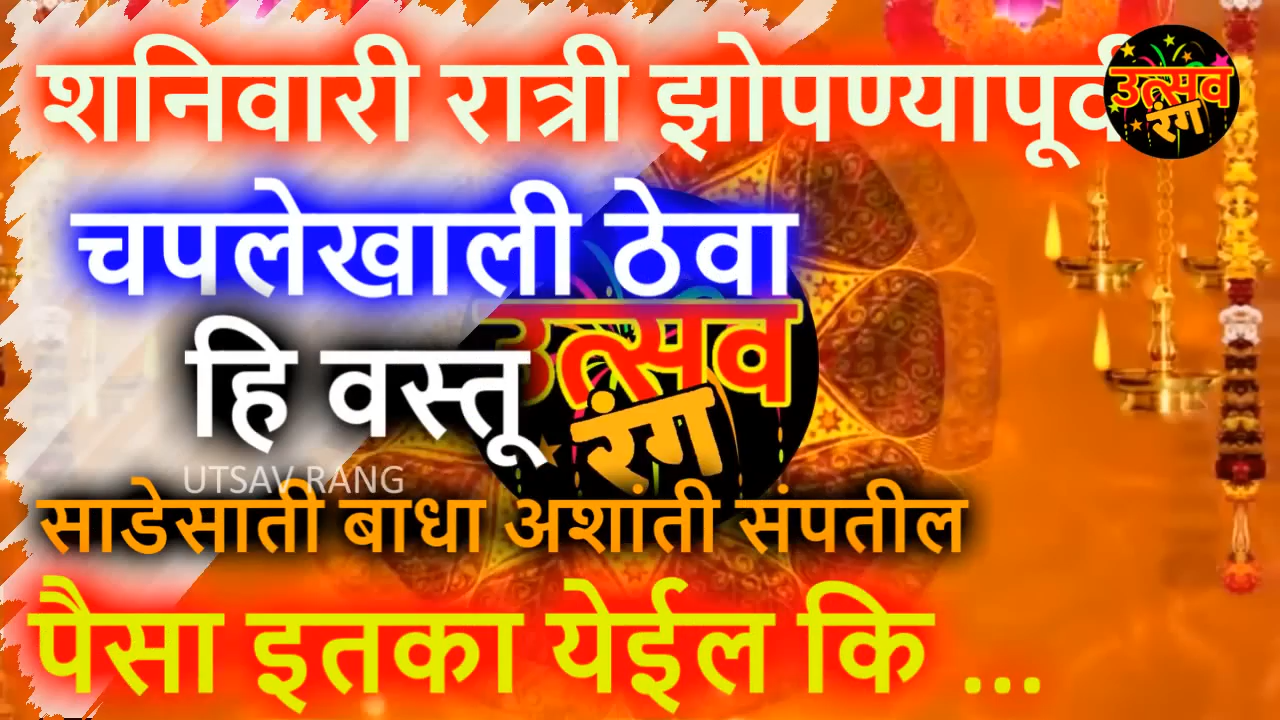 शनिवारी रात्री झोपण्यापूर्वी
उत्सव
रंग
चपलेखाली ठेवा
हि वस्तू
उत्सव
रंग
UTSAV RANG
साडेसाती बाधा अशांती संपतील
पैसा इतका येईल कि ...